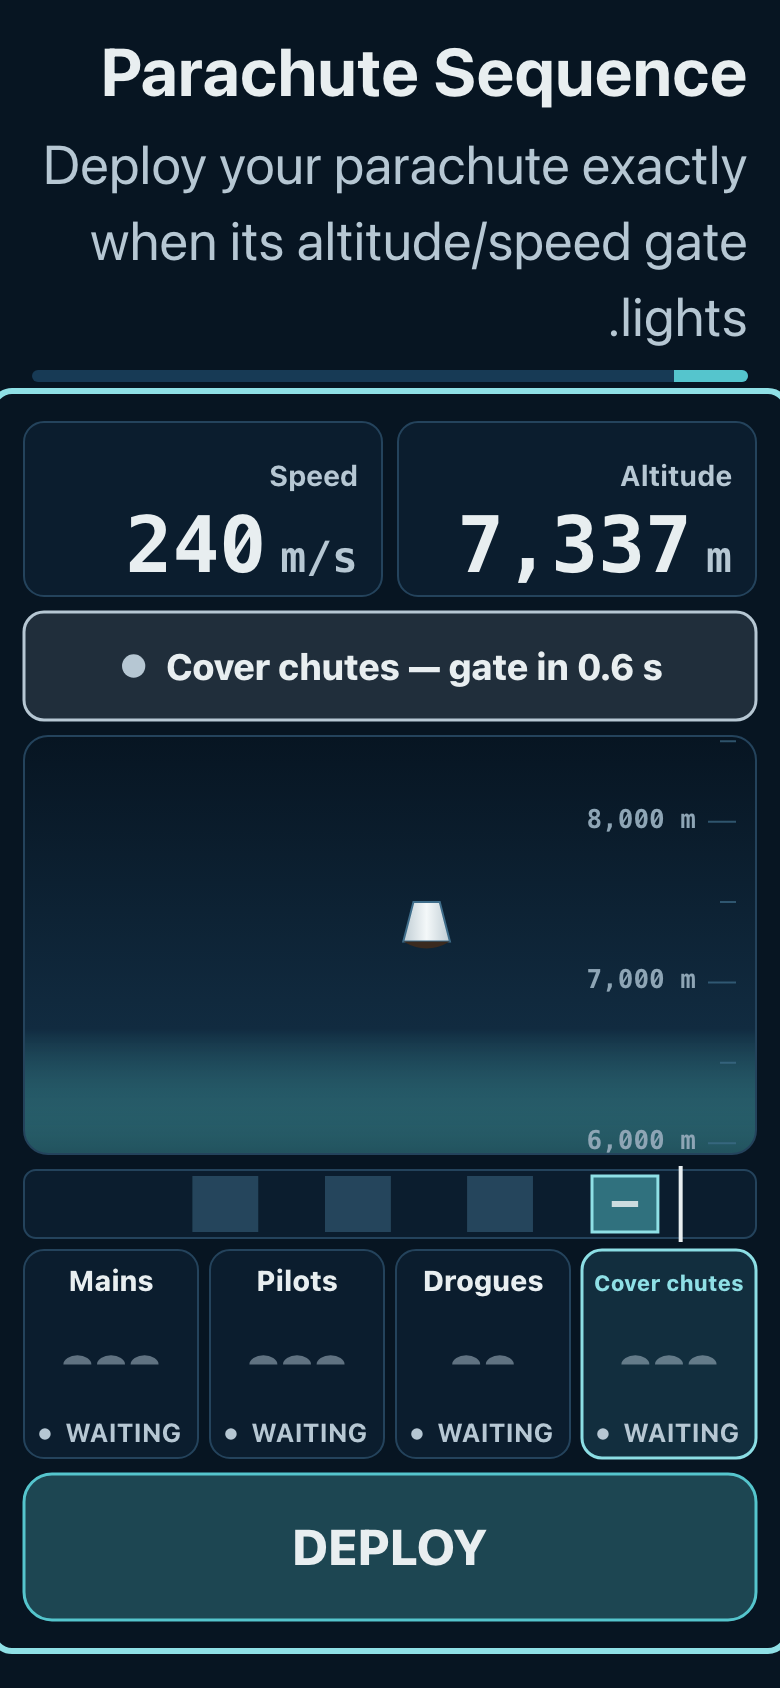 Parachute Sequence
Deploy your parachute exactly
when its altitude/speed gate
.lights
Altitude
7,337 m
Speed
240 m/s
Cover chutes — gate in 0.6 s
8,000 m
7,000 m
6,000 m
Cover chutes
WAITING
Drogues
WAITING
Pilots
WAITING
Mains
WAITING
DEPLOY